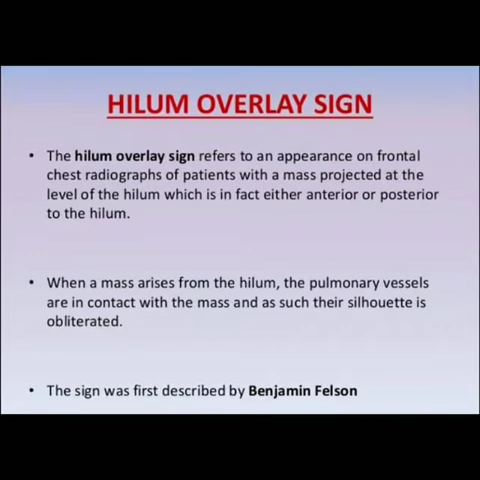 HILUM OVERLAY SIGN
• The hilum overlay sign refers to an appearance on frontal
chest radiographs of patients with a mass projected at the
level of the hilum which is in fact either anterior or posterior
to the hilum.
• When a mass arises from the hilum, the pulmonary vessels
are in contact with the mass and as such their silhouette is
obliterated.
• The sign was first described by Benjamin Felson